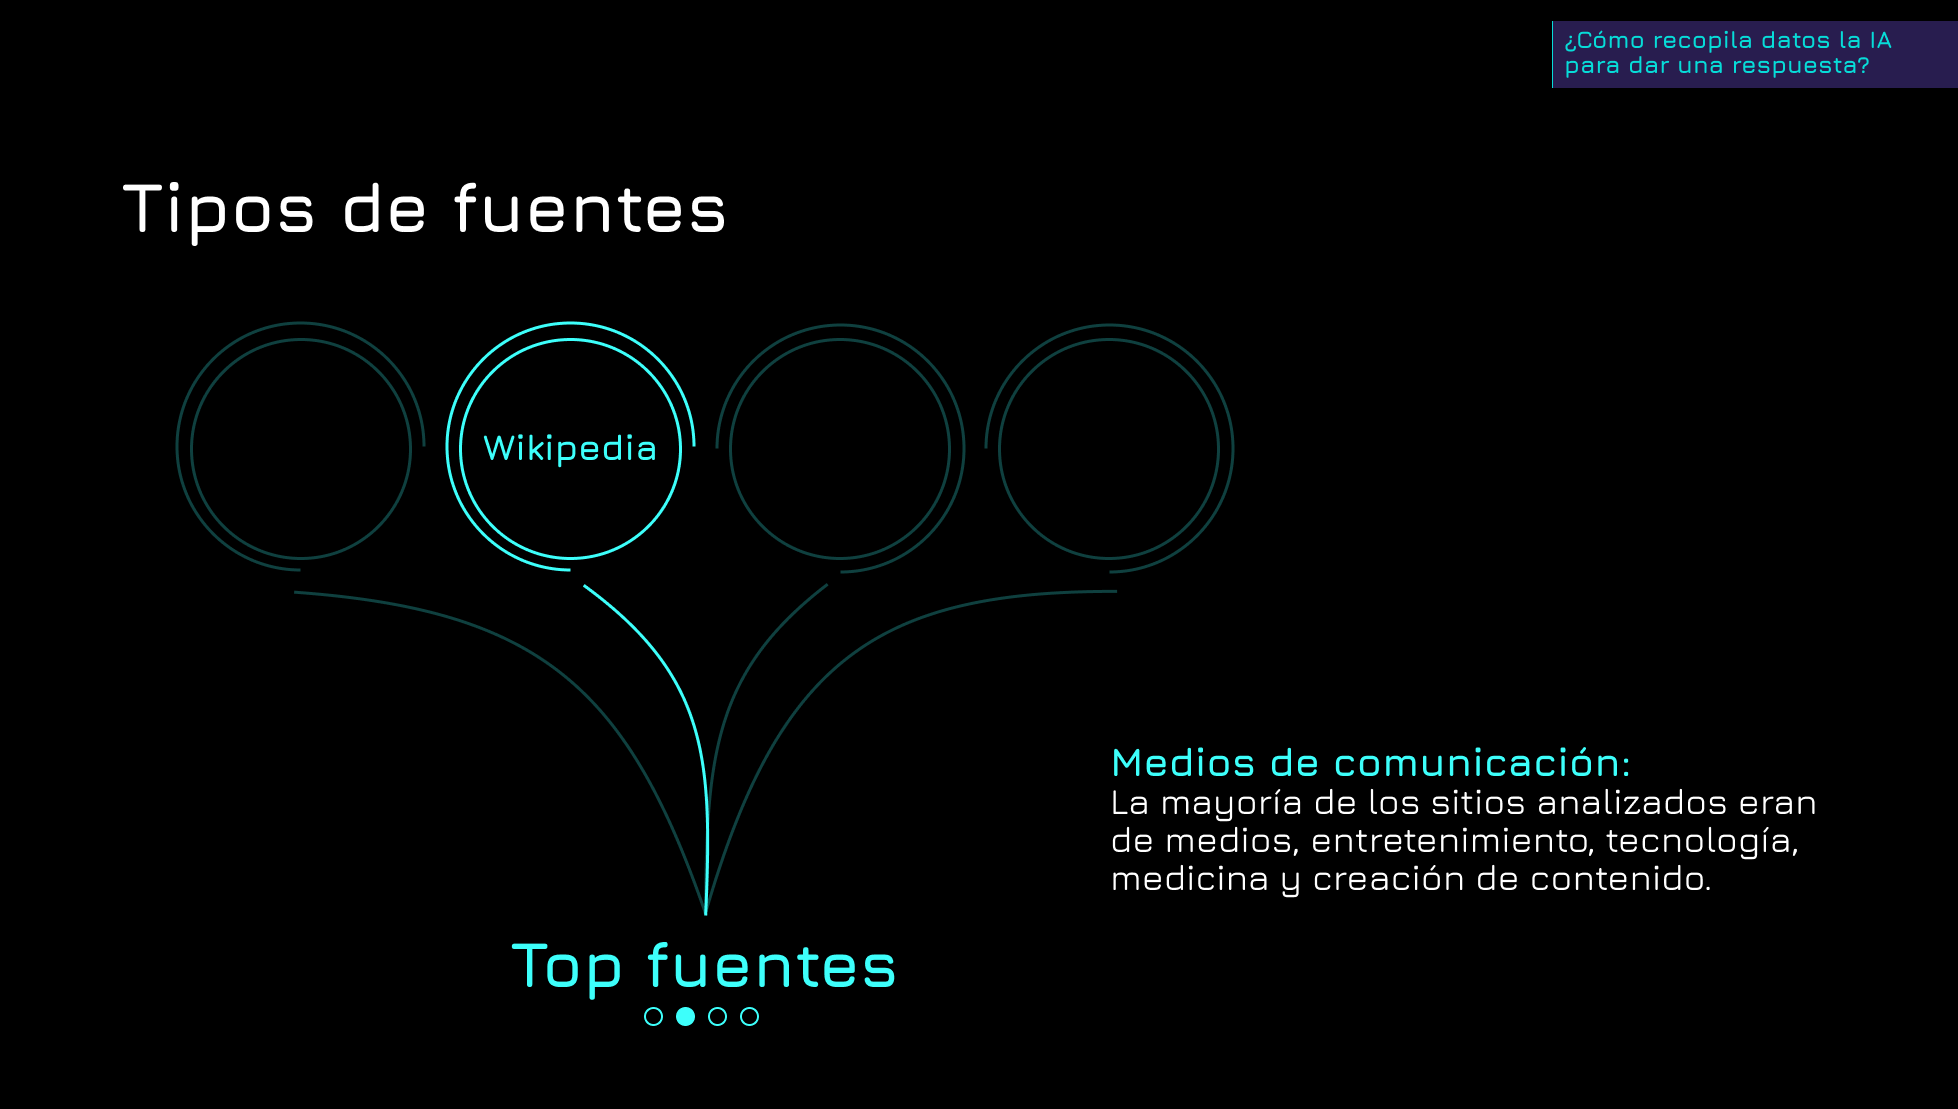 ¿Cómo recopila datos la IA
para dar una respuesta?
Tipos de fuentes
Wikipedia
Medios de comunicación:
La mayoría de los sitios analizados eran
de medios, entretenimiento, tecnología,
medicina y creación de contenido.
Top fuentes